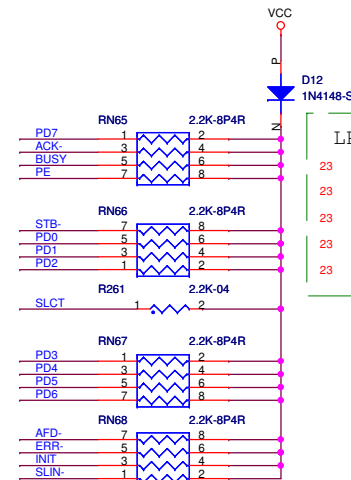 VCC
P
D12
1N4148-S
N
RN65 2.2K-8P4R
PD7 1 2
ACK- 3 4
BUSY 5 6
PE 7 8
23
23
23
23
23
RN66 2.2K-8P4R
STB- 7 8
PD0 5 6
PD1 3 4
PD2 1 2
R261 2.2K-04
SLCT 1 2
RN67 2.2K-8P4R
PD3 1 2
PD4 3 4
PD5 5 6
PD6 7 8
RN68 2.2K-8P4R
AFD- 7 8
ERR- 5 6
INIT 3 4
SLIN- 1 2